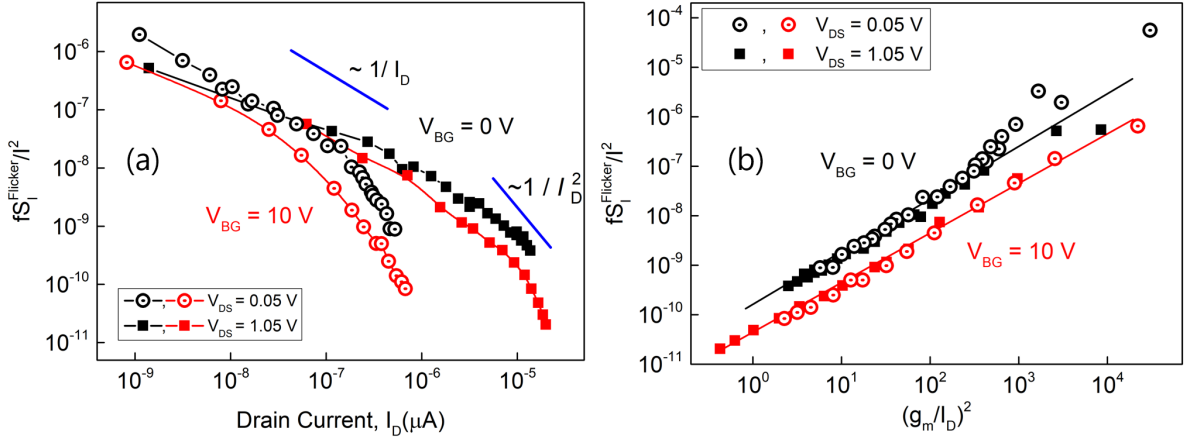 (a)
fS_I^Flicker/I²
10⁻⁶
10⁻⁷
10⁻⁸
10⁻⁹
10⁻¹⁰
10⁻¹¹
~ 1/ I_D
V_BG = 0 V
~1 / I_D²
V_BG = 10 V
, V_DS = 0.05 V
, V_DS = 1.05 V
10⁻⁹ 10⁻⁸ 10⁻⁷ 10⁻⁶ 10⁻⁵
Drain Current, I_D(μA)
(b)
fS_I^Flicker/I²
10⁻⁴
10⁻⁵
10⁻⁶
10⁻⁷
10⁻⁸
10⁻⁹
10⁻¹⁰
10⁻¹¹
, V_DS = 0.05 V
, V_DS = 1.05 V
V_BG = 0 V
V_BG = 10 V
10⁰ 10¹ 10² 10³ 10⁴
(g_m/I_D)²